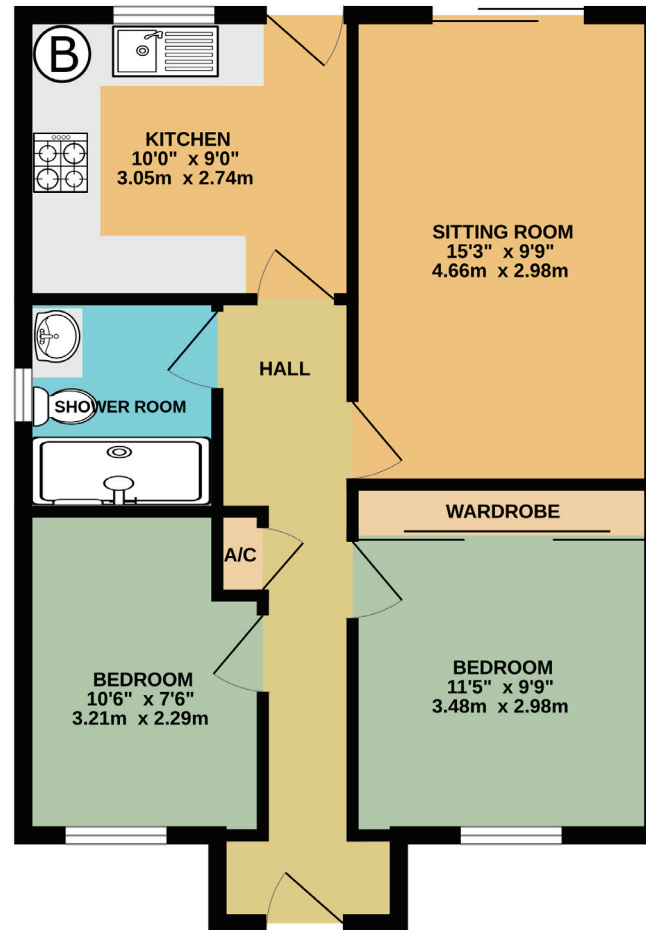 B
KITCHEN
10'0" x 9'0"
3.05m x 2.74m
SITTING ROOM
15'3" x 9'9"
4.66m x 2.98m
HALL
SHOWER ROOM
WARDROBE
A/C
BEDROOM
10'6" x 7'6"
3.21m x 2.29m
BEDROOM
11'5" x 9'9"
3.48m x 2.98m